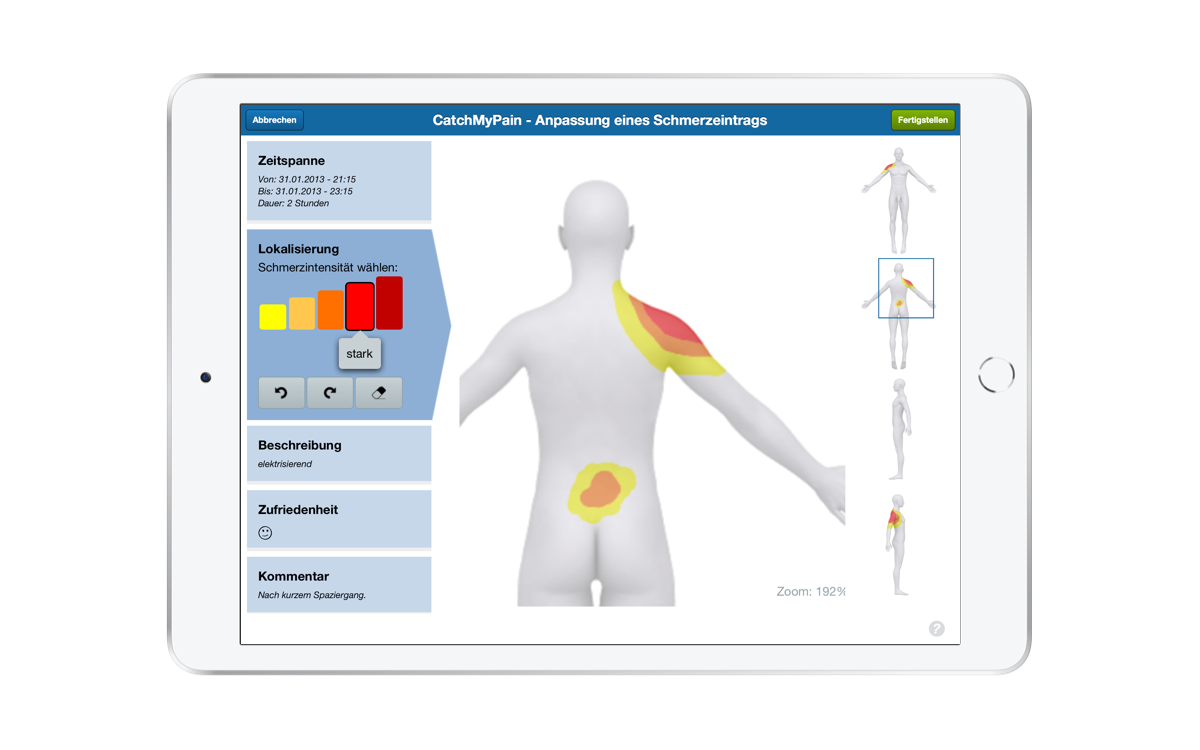 Abbrechen
CatchMyPain - Anpassung eines Schmerzeintrags
Fertigstellen
Zeitspanne
Von: 31.01.2013 - 21:15
Bis: 31.01.2013 - 23:15
Dauer: 2 Stunden
Lokalisierung
Schmerzintensität wählen:
stark
Beschreibung
elektrisierend
Zufriedenheit
Kommentar
Nach kurzem Spaziergang.
Zoom: 192%
?